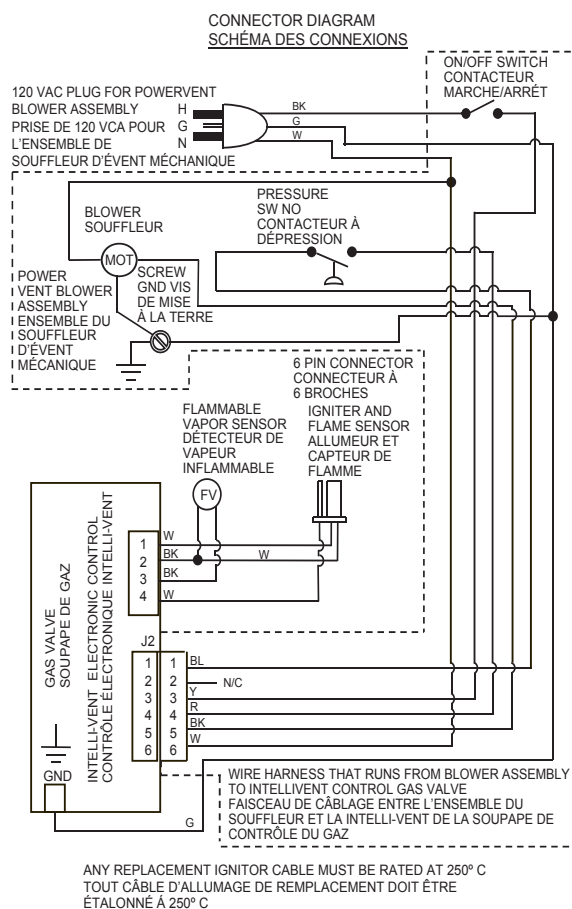 CONNECTOR DIAGRAM
SCHÉMA DES CONNEXIONS
ON/OFF SWITCH
CONTACTEUR
MARCHE/ARRÉT
120 VAC PLUG FOR POWERVENT
BLOWER ASSEMBLY
PRISE DE 120 VCA POUR
L'ENSEMBLE DE
SOUFFLEUR D'ÉVENT MÉCHANIQUE
H
G
N
BK
G
W
BLOWER
SOUFFLEUR
MOT
PRESSURE
SW NO
CONTACTEUR À
DÉPRESSION
SCREW
GND VIS
DE MISE
À LA TERRE
POWER
VENT BLOWER
ASSEMBLY
ENSEMBLE DU
SOUFFLEUR
D'ÉVENT
MÉCANIQUE
6 PIN CONNECTOR
CONNECTEUR À
6 BROCHES
FLAMMABLE
VAPOR SENSOR
DÉTECTEUR DE
VAPEUR
INFLAMMABLE
IGNITER AND
FLAME SENSOR
ALLUMEUR ET
CAPTEUR DE
FLAMME
FV
GAS VALVE
SOUPAPE DE GAZ
INTELLI-VENT ELECTRONIC CONTROL
CONTRÔLE ÉLECTRONIQUE INTELLI-VENT
1 W
2 BK W
3 BK
4 W
J2
1 1 BL
2 2 N/C
3 3 Y
4 4 R
5 5 BK
6 6 W
GND
G
WIRE HARNESS THAT RUNS FROM BLOWER ASSEMBLY
TO INTELLIVENT CONTROL GAS VALVE
FAISCEAU DE CÂBLAGE ENTRE L'ENSEMBLE DU
SOUFFLEUR ET LA INTELLI-VENT DE LA SOUPAPE DE
CONTRÔLE DU GAZ
ANY REPLACEMENT IGNITOR CABLE MUST BE RATED AT 250º C
TOUT CÂBLE D'ALLUMAGE DE REMPLACEMENT DOIT ÊTRE
ÉTALONNÉ Á 250º C